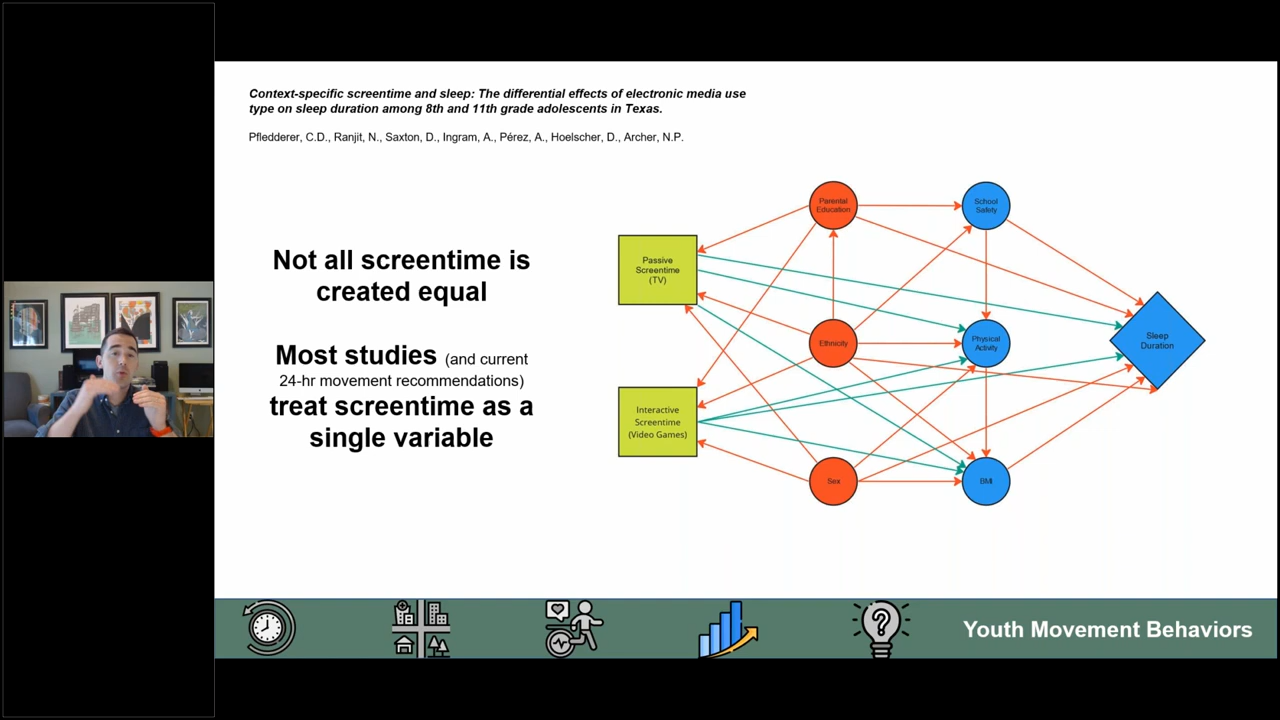 Context-specific screentime and sleep: The differential effects of electronic media use
type on sleep duration among 8th and 11th grade adolescents in Texas.
Pfledderer, C.D., Ranjit, N., Saxton, D., Ingram, A., Pérez, A., Hoelscher, D., Archer, N.P.
Not all screentime is
created equal
Most studies (and current
24-hr movement recommendations)
treat screentime as a
single variable
Passive
Screentime
(TV)
Interactive
Screentime
(Video Games)
Parental
Education
Ethnicity
Sex
School
Safety
Physical
Activity
BMI
Sleep
Duration
Youth Movement Behaviors